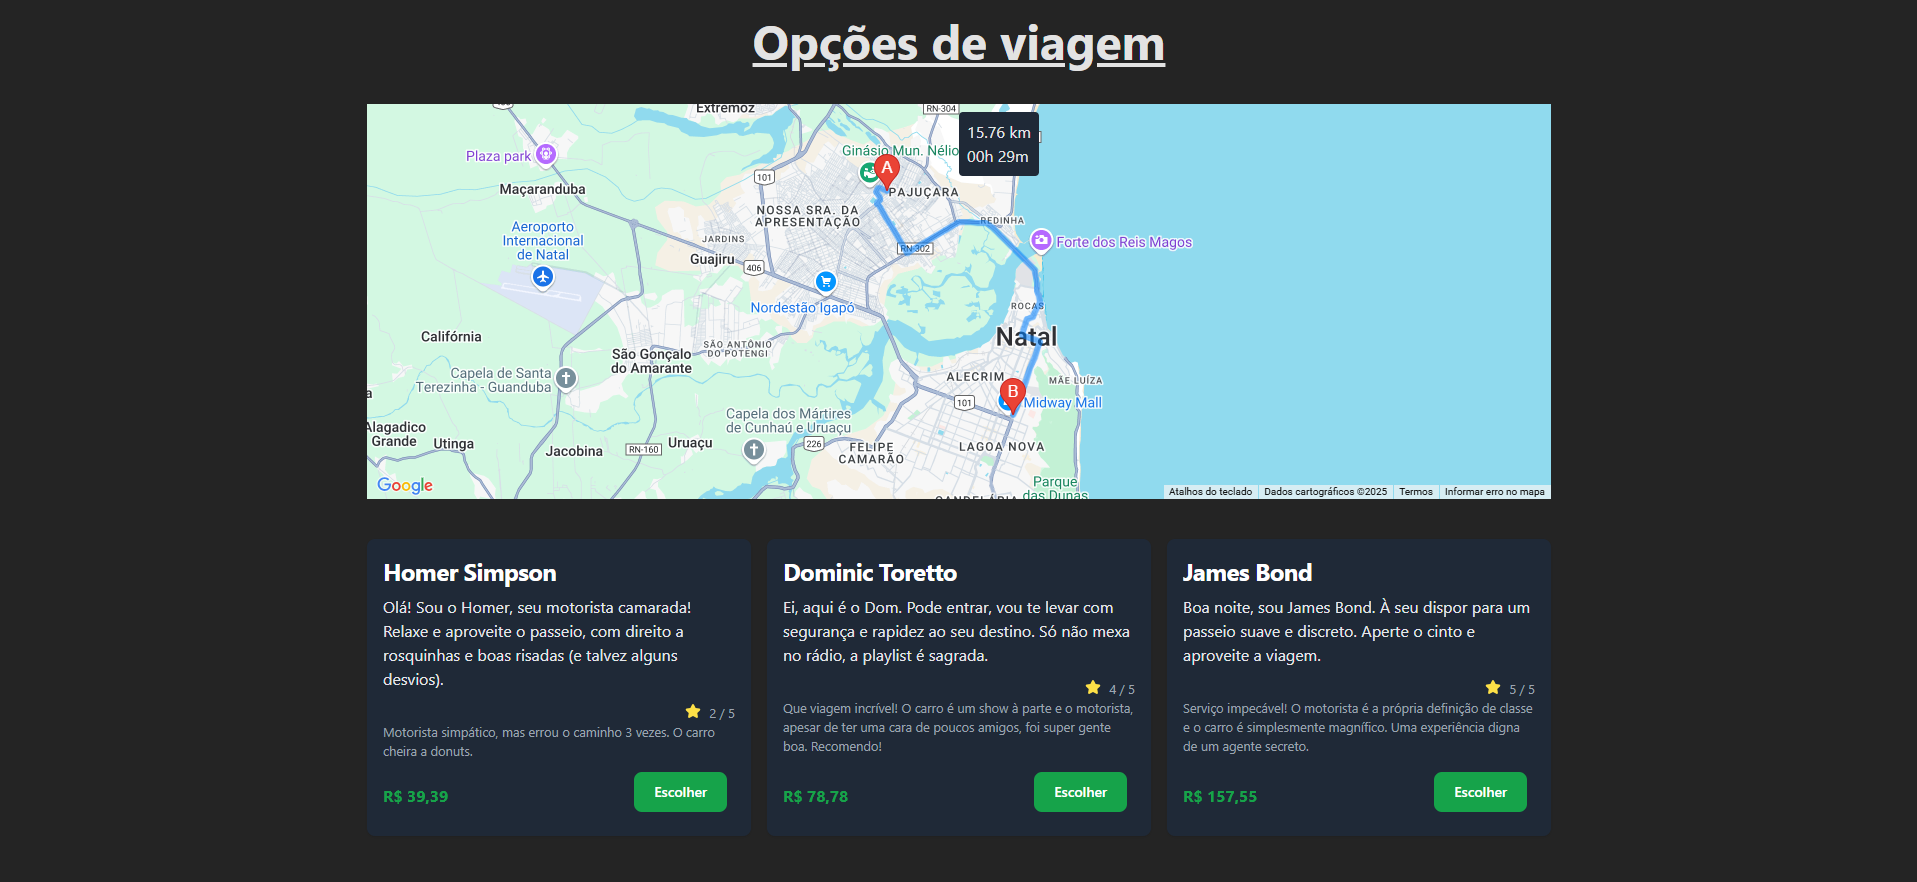 Opções de viagem
Extremoz
RN-304
15.76 km
00h 29m
Ginásio Mun. Nélio
Plaza park
A
101
Maçaranduba
PAJUÇARA
NOSSA SRA. DA
APRESENTAÇÃO
REDINHA
Aeroporto
Internacional
de Natal
JARDINS
RN-302
Forte dos Reis Magos
Guajiru
406
Nordestão Igapó
ROCAS
Califórnia
Natal
SÃO ANTÔNIO
DO POTENGI
São Gonçalo
do Amarante
Capela de Santa
Terezinha - Guanduba
ALECRIM
MÃE LUÍZA
B
101
Midway Mall
Capela dos Mártires
de Cunhaú e Uruaçu
Alagadico
Grande
Utinga
Jacobina
RN-160
Uruaçu
226
FELIPE
CAMARÃO
LAGOA NOVA
Parque
das Dunas
CANDELÁRIA
Google
Atalhos do teclado
Dados cartográficos ©2025
Termos
Informar erro no mapa
Homer Simpson
Olá! Sou o Homer, seu motorista camarada!
Relaxe e aproveite o passeio, com direito a
rosquinhas e boas risadas (e talvez alguns
desvios).
2 / 5
Motorista simpático, mas errou o caminho 3 vezes. O carro
cheira a donuts.
R$ 39,39
Escolher
Dominic Toretto
Ei, aqui é o Dom. Pode entrar, vou te levar com
segurança e rapidez ao seu destino. Só não mexa
no rádio, a playlist é sagrada.
4 / 5
Que viagem incrível! O carro é um show à parte e o motorista,
apesar de ter uma cara de poucos amigos, foi super gente
boa. Recomendo!
R$ 78,78
Escolher
James Bond
Boa noite, sou James Bond. À seu dispor para um
passeio suave e discreto. Aperte o cinto e
aproveite a viagem.
5 / 5
Serviço impecável! O motorista é a própria definição de classe
e o carro é simplesmente magnífico. Uma experiência digna
de um agente secreto.
R$ 157,55
Escolher